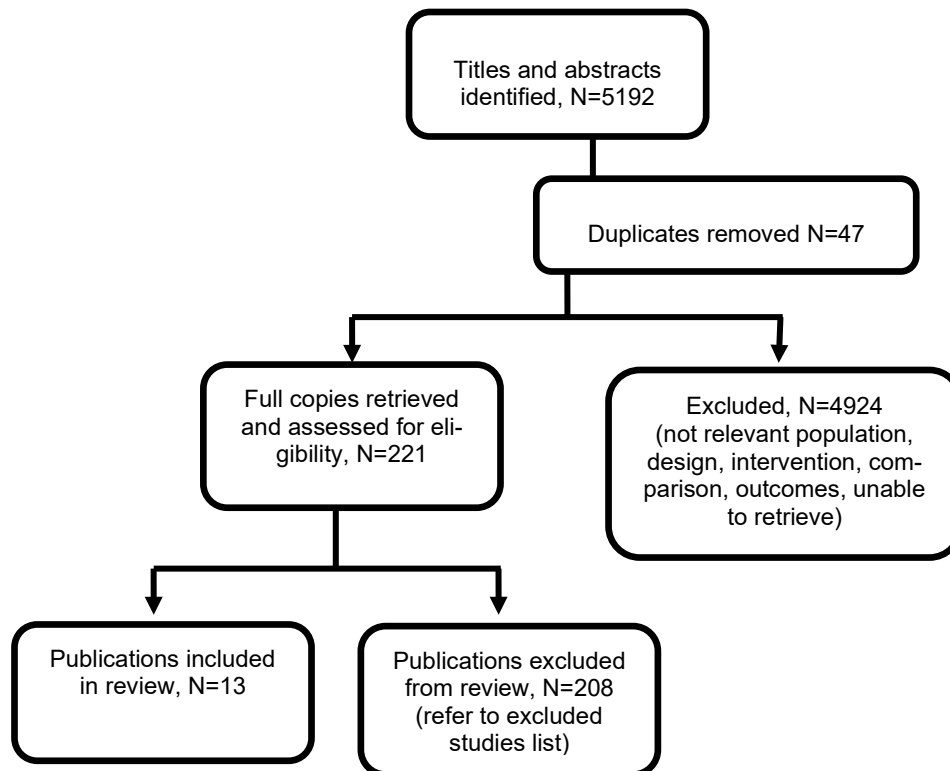 Titles and abstracts
identified, N=5192
Duplicates removed N=47
Full copies retrieved
and assessed for eli-
gibility, N=221
Excluded, N=4924
(not relevant population,
design, intervention, com-
parison, outcomes, unable
to retrieve)
Publications included
in review, N=13
Publications excluded
from review, N=208
(refer to excluded
studies list)